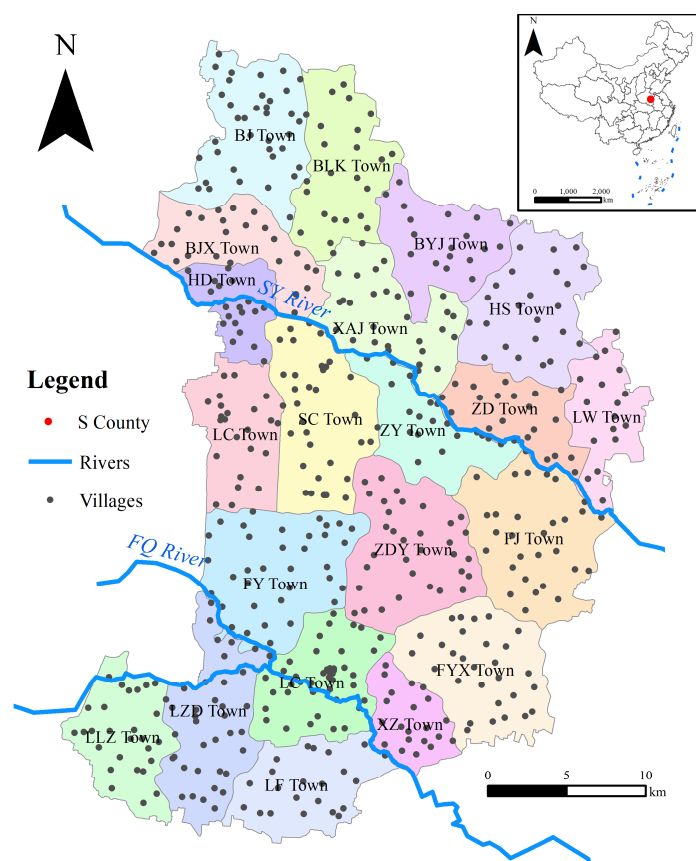 N
N
0 1,000 2,000
km
BJ Town
BLK Town
BJX Town
BYJ Town
HD Town
SY River
HS Town
XAJ Town
Legend
S County
Rivers
Villages
SC Town
ZD Town
LW Town
LC Town
ZY Town
FQ River
ZDY Town
PJ Town
FY Town
LC Town
FYX Town
LZD Town
XZ Town
LLZ Town
LF Town
0 5 10
km